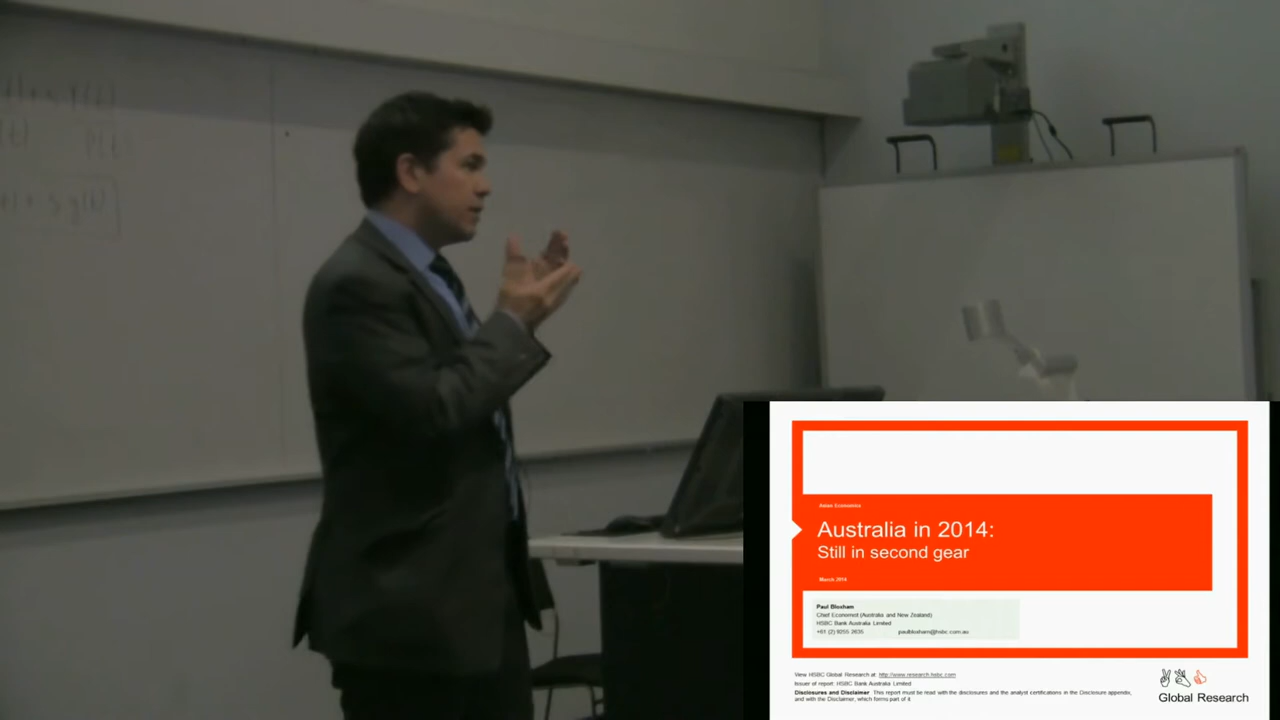 Asian Economics
Australia in 2014:
Still in second gear
March 2014
Paul Bloxham
Chief Economist (Australia and New Zealand)
HSBC Bank Australia Limited
+61 (2) 9255 2635 paulbloxham@hsbc.com.au
View HSBC Global Research at: http://www.research.hsbc.com
Issuer of report: HSBC Bank Australia Limited
Disclosures and Disclaimer This report must be read with the disclosures and the analyst certifications in the Disclosure appendix,
and with the Disclaimer, which forms part of it
Global Research